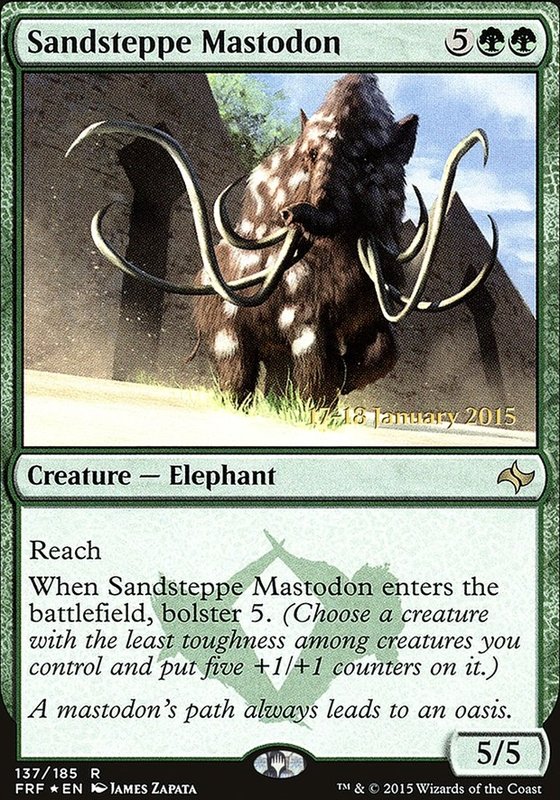 Sandsteppe Mastodon 5
17-18 January 2015
Creature — Elephant
Reach
When Sandsteppe Mastodon enters the
battlefield, bolster 5. (Choose a creature
with the least toughness among creatures you
control and put five +1/+1 counters on it.)
A mastodon's path always leads to an oasis.
5/5
137/185 R
FRF ★ EN James Zapata
™ & © 2015 Wizards of the Coast